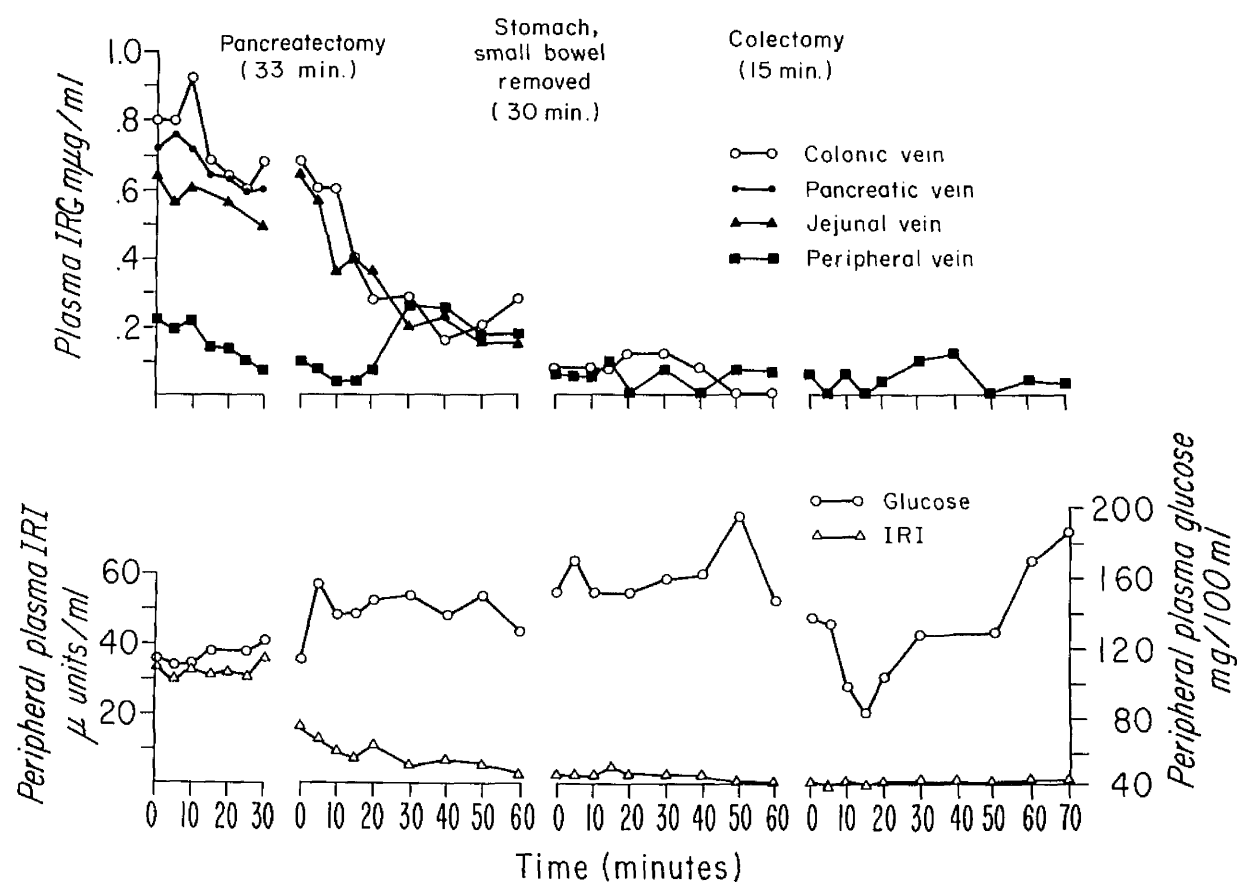 Pancreatectomy
(33 min.)
Stomach,
small bowel
removed
(30 min.)
Colectomy
(15 min.)
Plasma IRG mμg/ml
1.0
.8
.6
.4
.2
Colonic vein
Pancreatic vein
Jejunal vein
Peripheral vein
Peripheral plasma IRI
μ units/ml
60
40
20
Glucose
IRI
200
160
120
80
40
Peripheral plasma glucose
mg/100ml
0 10 20 30 0 10 20 30 40 50 60 0 10 20 30 40 50 60 0 10 20 30 40 50 60 70
Time (minutes)